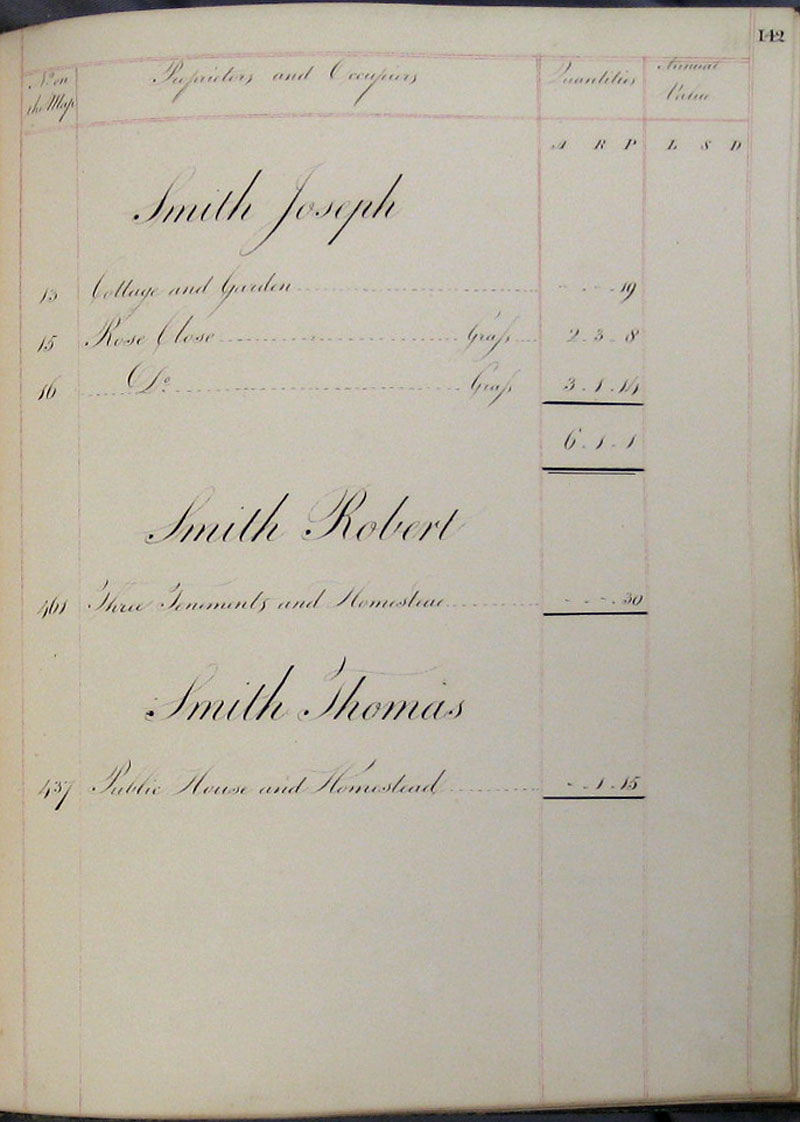 142
No on the Map Proprietors and Occupiers Quantities Annual Value
A R P L S D
Smith Joseph
13 Cottage and Garden - - 19
15 Rose Close Grass 2 - 3 - 8
16 Do Grass 3 - 1 - 14
6 - 1 - 1
Smith Robert
461 Three Tenements and Homestead - - 30
Smith Thomas
437 Public House and Homestead - 1 - 15